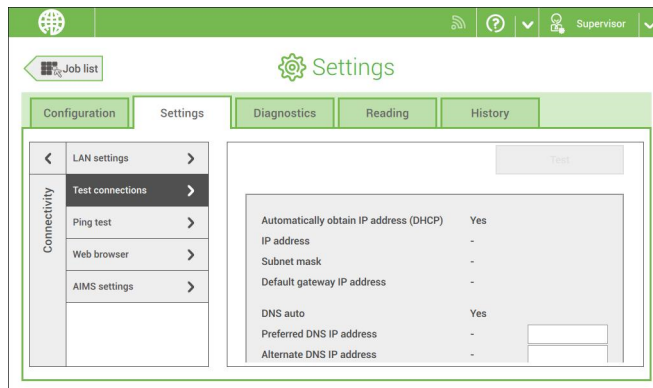 Supervisor
Job list
Settings
Configuration
Settings
Diagnostics
Reading
History
Connectivity
LAN settings
Test connections
Ping test
Web browser
AIMS settings
Test
Automatically obtain IP address (DHCP) Yes
IP address -
Subnet mask -
Default gateway IP address -
DNS auto Yes
Preferred DNS IP address -
Alternate DNS IP address -